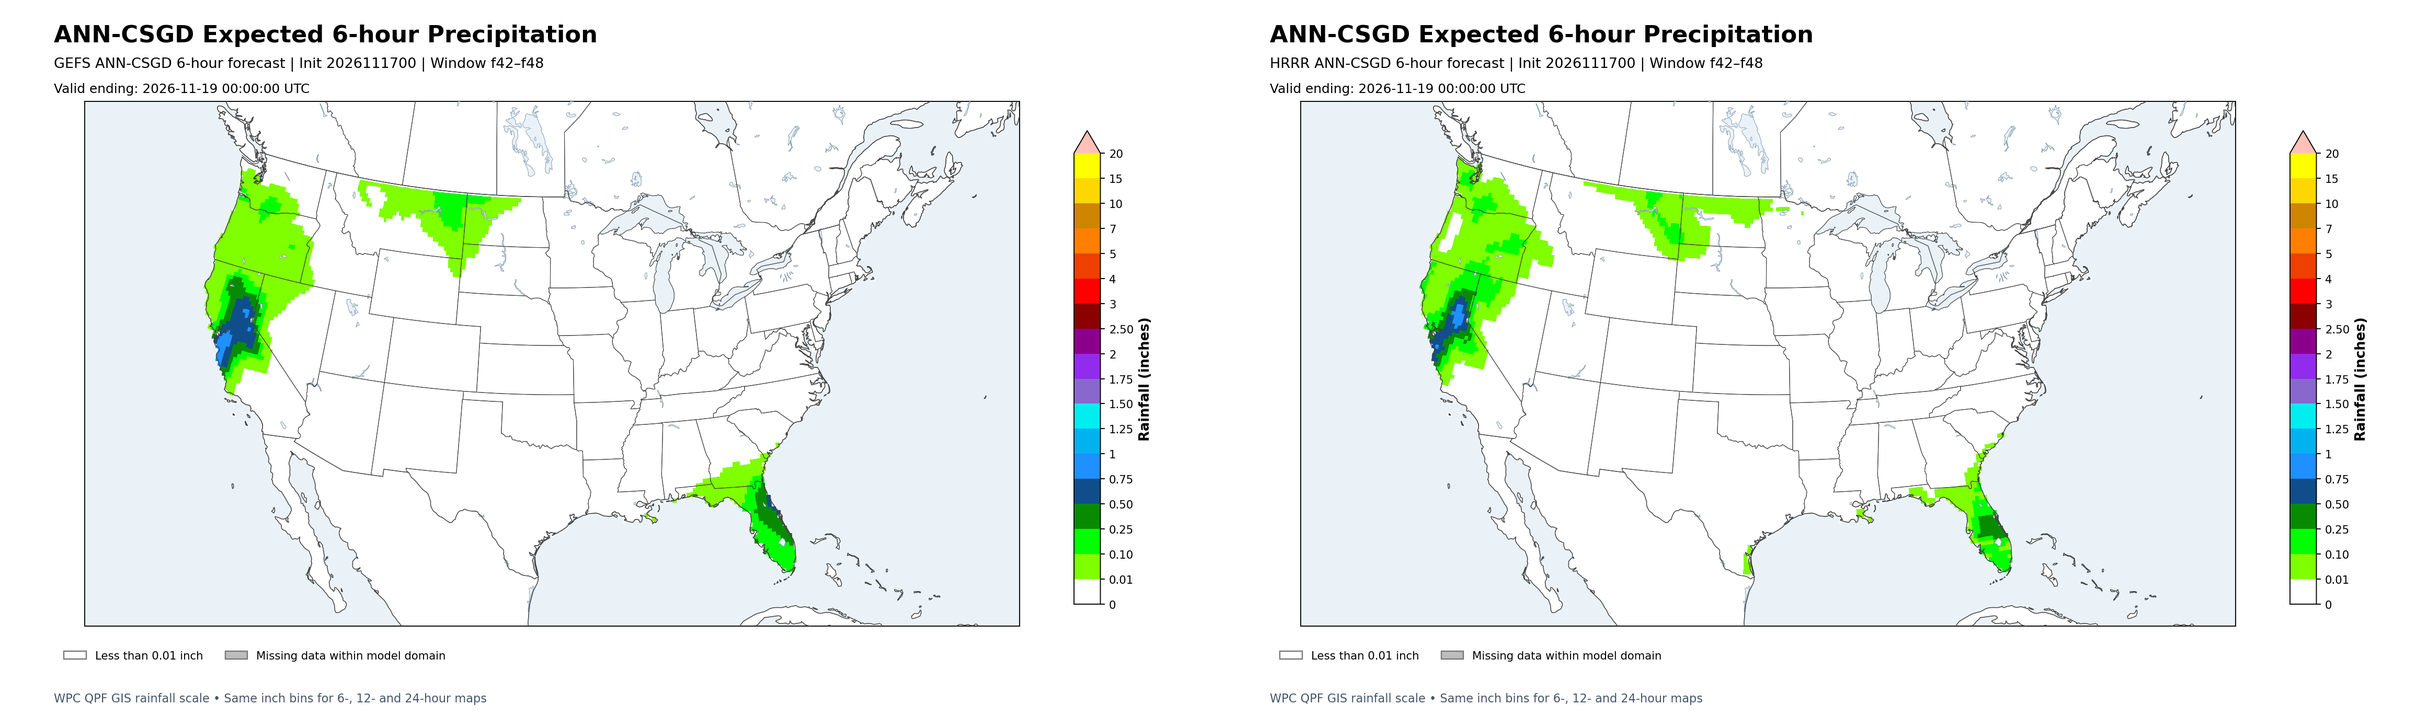 ANN-CSGD Expected 6-hour Precipitation
GEFS ANN-CSGD 6-hour forecast | Init 2026111700 | Window f42–f48
Valid ending: 2026-11-19 00:00:00 UTC
20
15
10
7
5
4
3
2.50
2
1.75
1.50
1.25
1
0.75
0.50
0.25
0.10
0.01
0
Rainfall (inches)
Less than 0.01 inch
Missing data within model domain
WPC QPF GIS rainfall scale • Same inch bins for 6-, 12- and 24-hour maps
ANN-CSGD Expected 6-hour Precipitation
HRRR ANN-CSGD 6-hour forecast | Init 2026111700 | Window f42–f48
Valid ending: 2026-11-19 00:00:00 UTC
20
15
10
7
5
4
3
2.50
2
1.75
1.50
1.25
1
0.75
0.50
0.25
0.10
0.01
0
Rainfall (inches)
Less than 0.01 inch
Missing data within model domain
WPC QPF GIS rainfall scale • Same inch bins for 6-, 12- and 24-hour maps